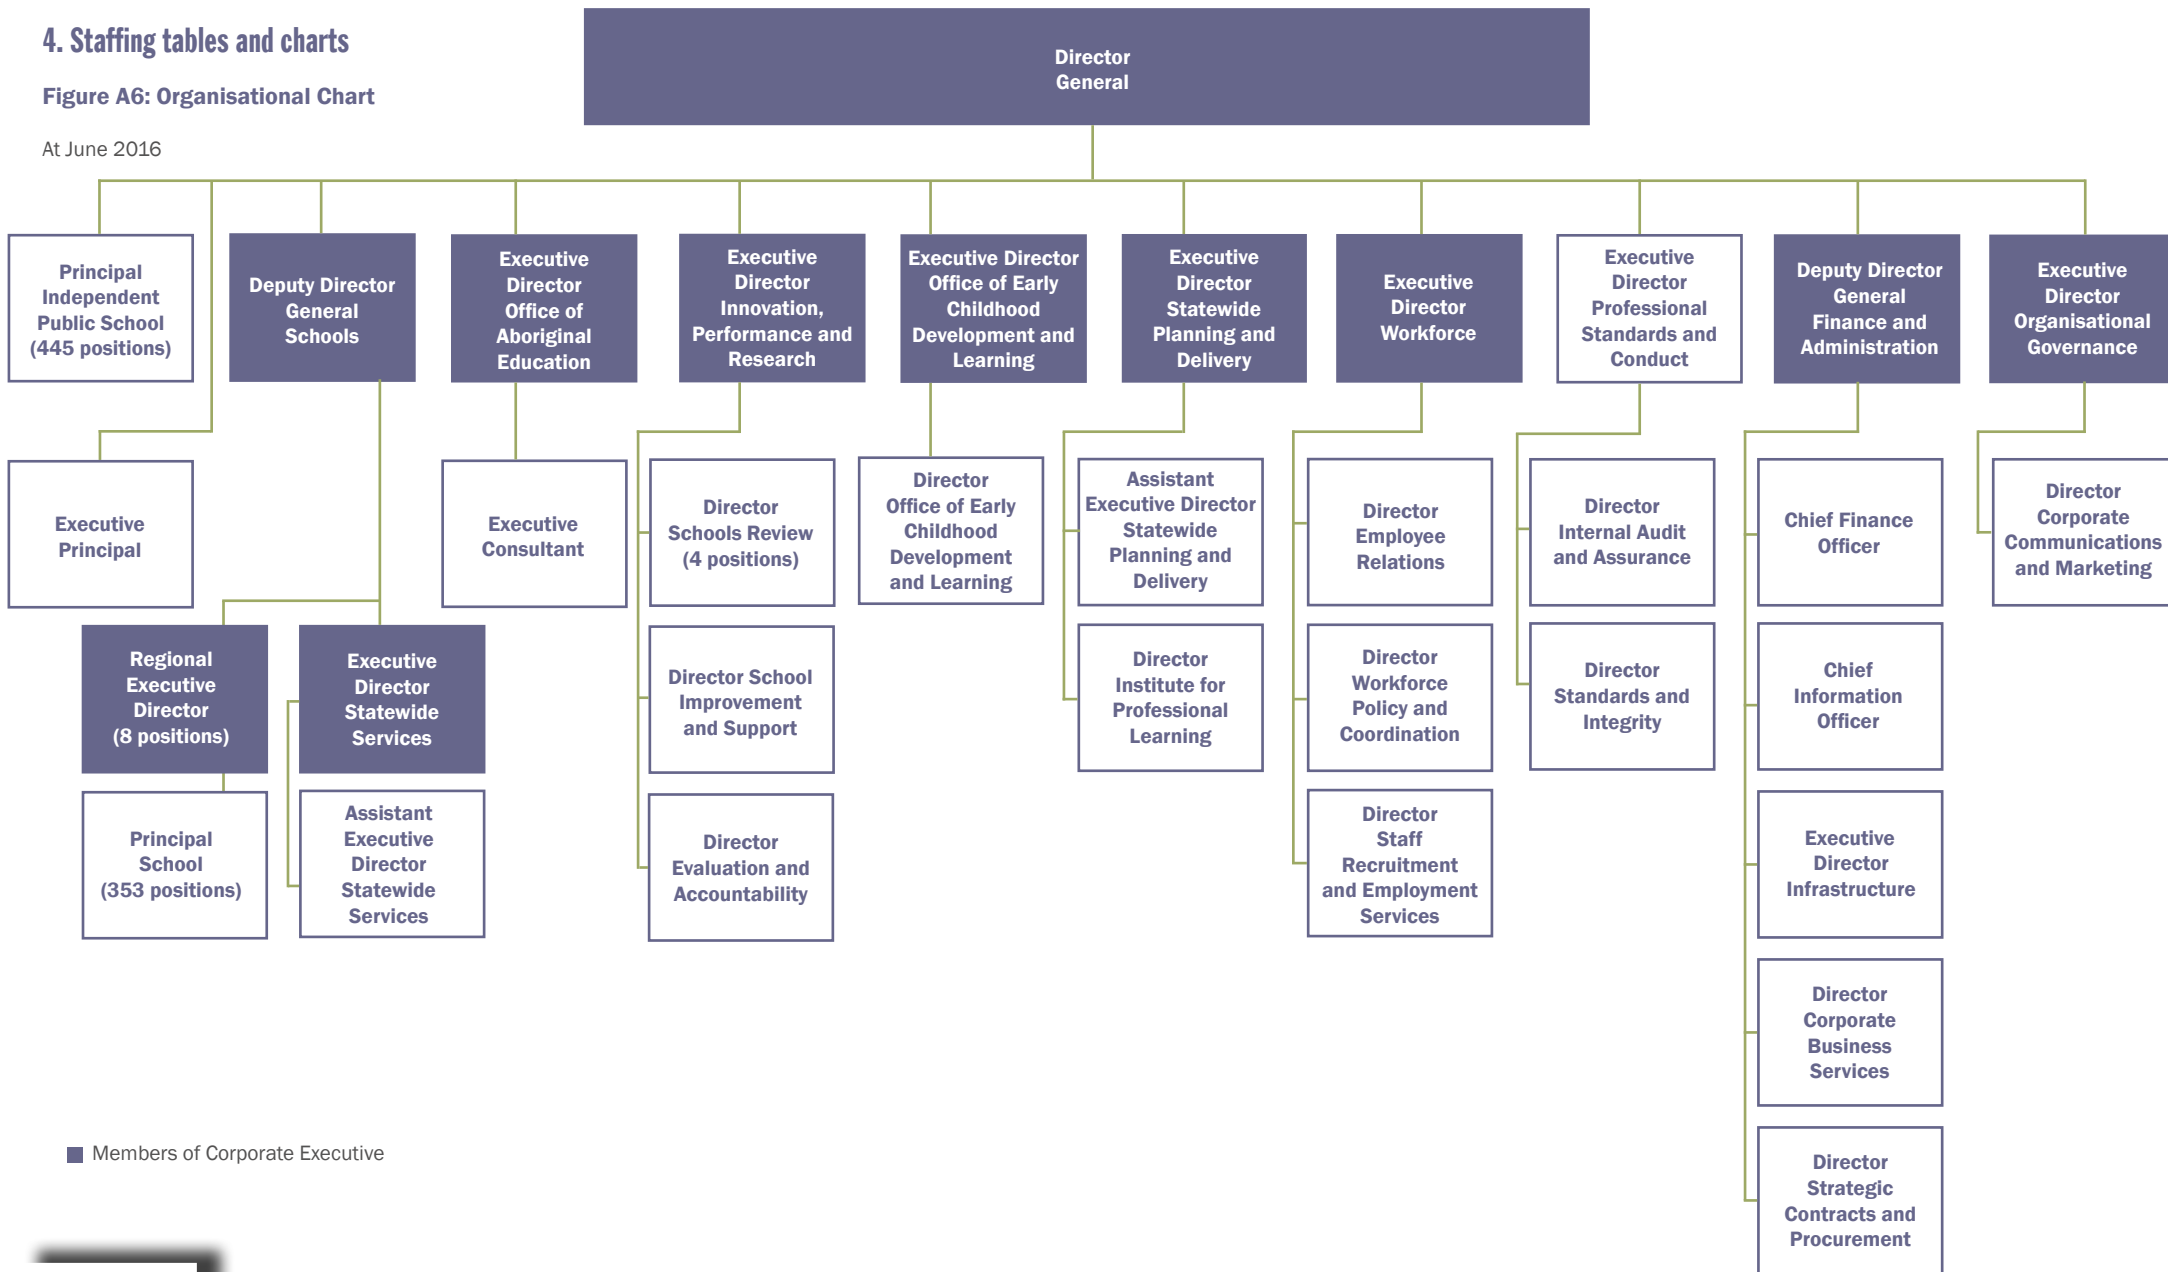 4. Staffing tables and charts
Figure A6: Organisational Chart
At June 2016
Director
General
Principal
Independent
Public School
(445 positions)
Deputy Director
General
Schools
Executive
Director
Office of
Aboriginal
Education
Executive
Director
Innovation,
Performance and
Research
Executive Director
Office of Early
Childhood
Development and
Learning
Executive
Director
Statewide
Planning and
Delivery
Executive
Director
Workforce
Executive
Director
Professional
Standards and
Conduct
Deputy Director
General
Finance and
Administration
Executive
Director
Organisational
Governance
Executive
Principal
Executive
Consultant
Director
Schools Review
(4 positions)
Director
Office of Early
Childhood
Development
and Learning
Assistant
Executive Director
Statewide
Planning and
Delivery
Director
Employee
Relations
Director
Internal Audit
and Assurance
Chief Finance
Officer
Director
Corporate
Communications
and Marketing
Regional
Executive
Director
(8 positions)
Executive
Director
Statewide
Services
Director School
Improvement
and Support
Director
Institute for
Professional
Learning
Director
Workforce
Policy and
Coordination
Director
Standards and
Integrity
Chief
Information
Officer
Principal
School
(353 positions)
Assistant
Executive
Director
Statewide
Services
Director
Evaluation and
Accountability
Director
Staff
Recruitment
and Employment
Services
Executive
Director
Infrastructure
Director
Corporate
Business
Services
Director
Strategic
Contracts and
Procurement
Members of Corporate Executive